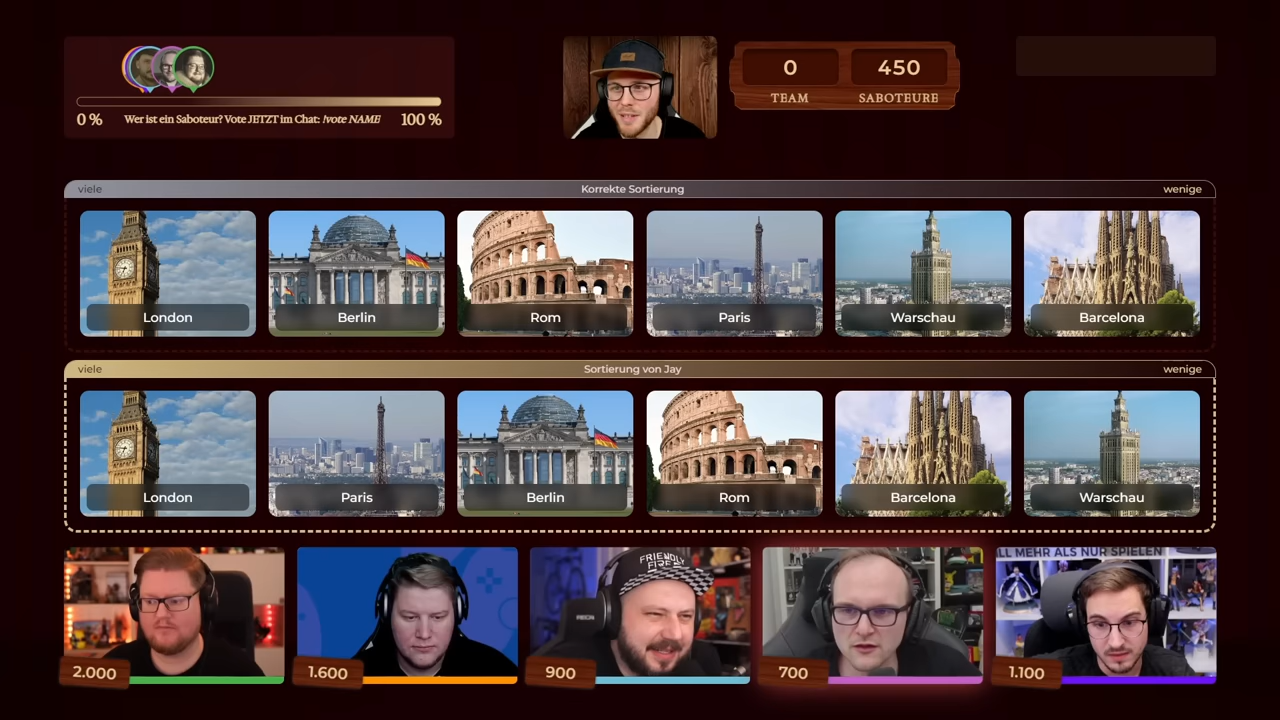 0 %
Wer ist ein Saboteur? Vote JETZT im Chat: !vote NAME
100 %
0
450
TEAM
SABOTEURE
viele
Korrekte Sortierung
wenige
London
Berlin
Rom
Paris
Warschau
Barcelona
viele
Sortierung von Jay
wenige
London
Paris
Berlin
Rom
Barcelona
Warschau
FRIENDLY
FIRE
ALL MEHR ALS NUR SPIELEN
2.000
1.600
900
700
1.100